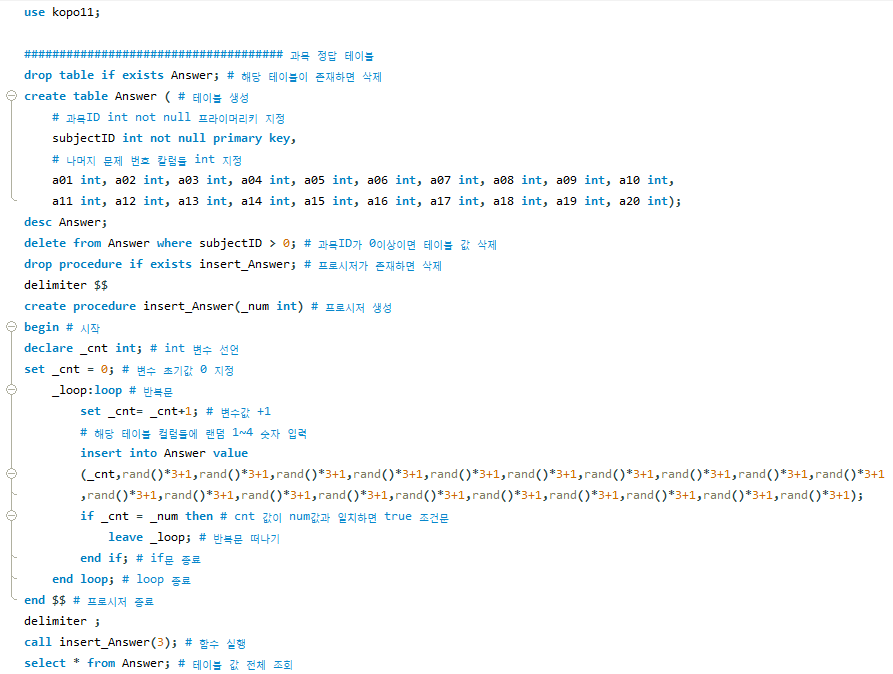 use kopo11;
##################################### 과목 정답 테이블
drop table if exists Answer; # 해당 테이블이 존재하면 삭제
create table Answer ( # 테이블 생성
# 과목ID int not null 프라이머리키 지정
subjectID int not null primary key,
# 나머지 문제 번호 칼럼들 int 지정
a01 int, a02 int, a03 int, a04 int, a05 int, a06 int, a07 int, a08 int, a09 int, a10 int,
a11 int, a12 int, a13 int, a14 int, a15 int, a16 int, a17 int, a18 int, a19 int, a20 int);
desc Answer;
delete from Answer where subjectID > 0; # 과목ID가 0이상이면 테이블 값 삭제
drop procedure if exists insert_Answer; # 프로시저가 존재하면 삭제
delimiter $$
create procedure insert_Answer(_num int) # 프로시저 생성
begin # 시작
declare _cnt int; # int 변수 선언
set _cnt = 0; # 변수 초기값 0 지정
_loop:loop # 반복문
set _cnt= _cnt+1; # 변수값 +1
# 해당 테이블 컬럼들에 랜덤 1~4 숫자 입력
insert into Answer value
(_cnt,rand()*3+1,rand()*3+1,rand()*3+1,rand()*3+1,rand()*3+1,rand()*3+1,rand()*3+1,rand()*3+1,rand()*3+1,rand()*3+1
,rand()*3+1,rand()*3+1,rand()*3+1,rand()*3+1,rand()*3+1,rand()*3+1,rand()*3+1,rand()*3+1,rand()*3+1,rand()*3+1);
if _cnt = _num then # cnt 값이 num값과 일치하면 true 조건문
leave _loop; # 반복문 떠나기
end if; # if문 종료
end loop; # loop 종료
end $$ # 프로시저 종료
delimiter ;
call insert_Answer(3); # 함수 실행
select * from Answer; # 테이블 값 전체 조회